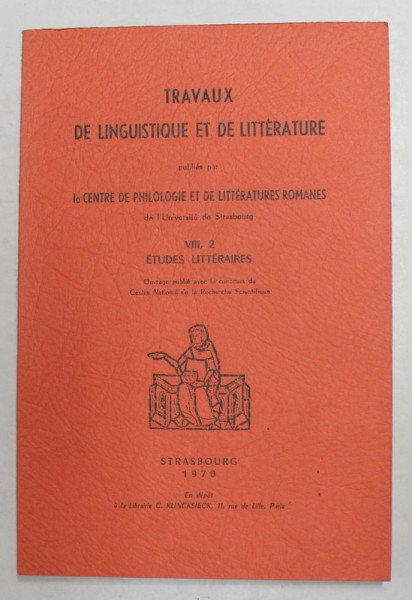 TRAVAUX
DE LINGUISTIQUE ET DE LITTÉRATURE
publiés par
le CENTRE DE PHILOLOGIE ET DE LITTÉRATURES ROMANES
de l'Université de Strasbourg
VIII, 2
ÉTUDES LITTÉRAIRES
Ouvrage publié avec le concours du
Centre National de la Recherche Scientifique
STRASBOURG
1970
En dépôt
à la Librairie C. KLINCKSIECK, 11, rue de Lille, Paris